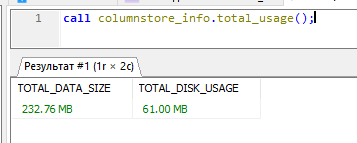 1 call columnstore_info.total_usage();
Результат #1 (1r × 2c)
TOTAL_DATA_SIZE TOTAL_DISK_USAGE
232.76 MB 61.00 MB